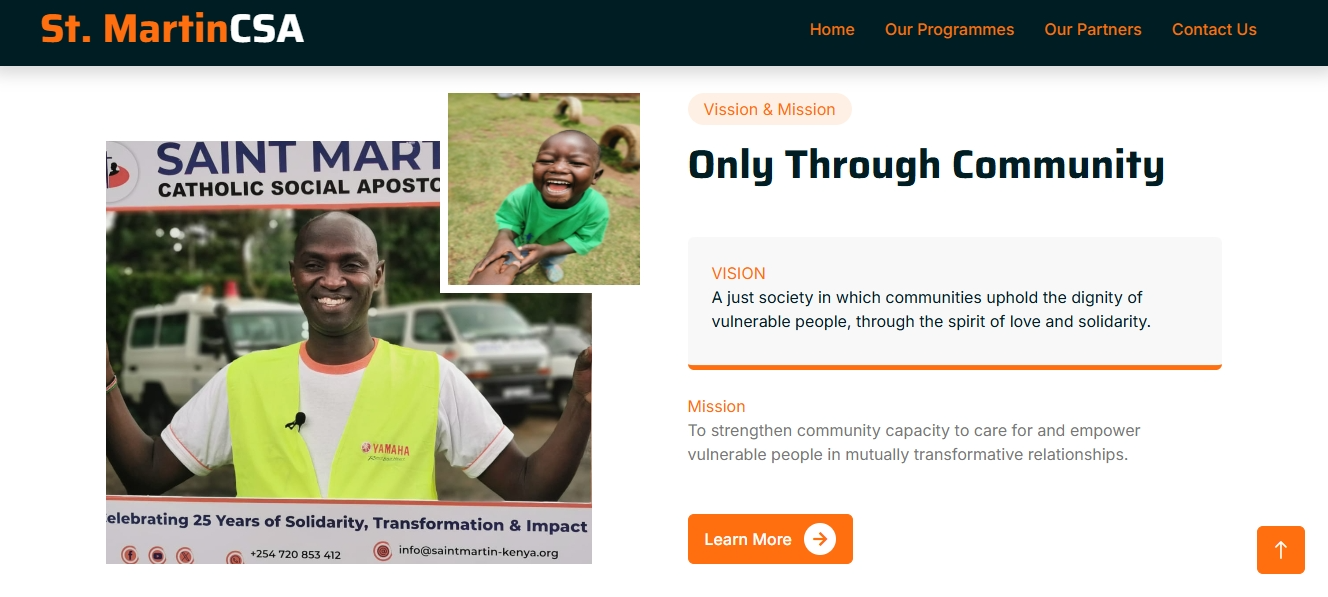 St. MartinCSA
Home
Our Programmes
Our Partners
Contact Us
SAINT MART
CATHOLIC SOCIAL APOSTO
YAMAHA
elebrating 25 Years of Solidarity, Transformation & Impact
+254 720 853 412
info@saintmartin-kenya.org
Vission & Mission
Only Through Community
VISION
A just society in which communities uphold the dignity of
vulnerable people, through the spirit of love and solidarity.
Mission
To strengthen community capacity to care for and empower
vulnerable people in mutually transformative relationships.
Learn More